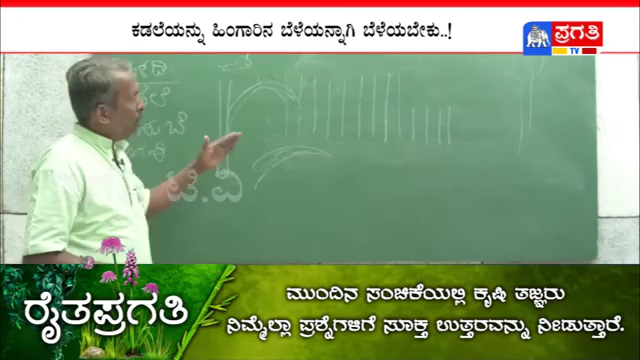 ಕಡಲೆಯನ್ನು ಹಿಂಗಾರಿನ ಬೆಳೆಯನ್ನಾಗಿ ಬೆಳೆಯಬೇಕು..!
ಪ್ರಗತಿ
TV
ಟಿ.ವಿ
ರೈತಪ್ರಗತಿ
ಮುಂದಿನ ಸಂಚಿಕೆಯಲ್ಲಿ ಕೃಷಿ ತಜ್ಞರು
ನಿಮ್ಮೆಲ್ಲಾ ಪ್ರಶ್ನೆಗಳಿಗೆ ಸೂಕ್ತ ಉತ್ತರವನ್ನು ನೀಡುತ್ತಾರೆ.